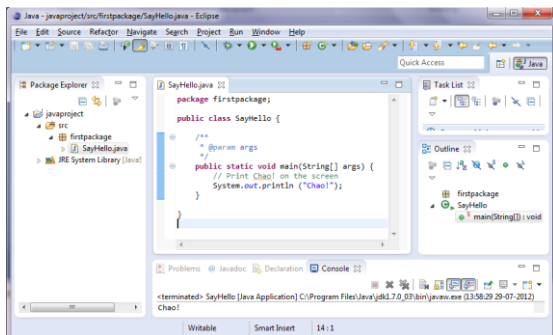 Java - javaproject/src/firstpackage/SayHello.java - Eclipse
File Edit Source Refactor Navigate Search Project Run Window Help
Quick Access
Java
Package Explorer
javaproject
src
firstpackage
SayHello.java
JRE System Library [JavaS
SayHello.java
package firstpackage;
public class SayHello {
/**
* @param args
*/
public static void main(String[] args) {
// Print Chao! on the screen
System.out.println ("Chao!");
}
}
Task List
Outline
firstpackage
SayHello
main(String[]) : void
Problems @ Javadoc Declaration Console
<terminated> SayHello [Java Application] C:\Program Files\Java\jdk1.7.0_03\bin\javaw.exe (13:58:29 29-07-2012)
Chao!
Writable Smart Insert 14 : 1